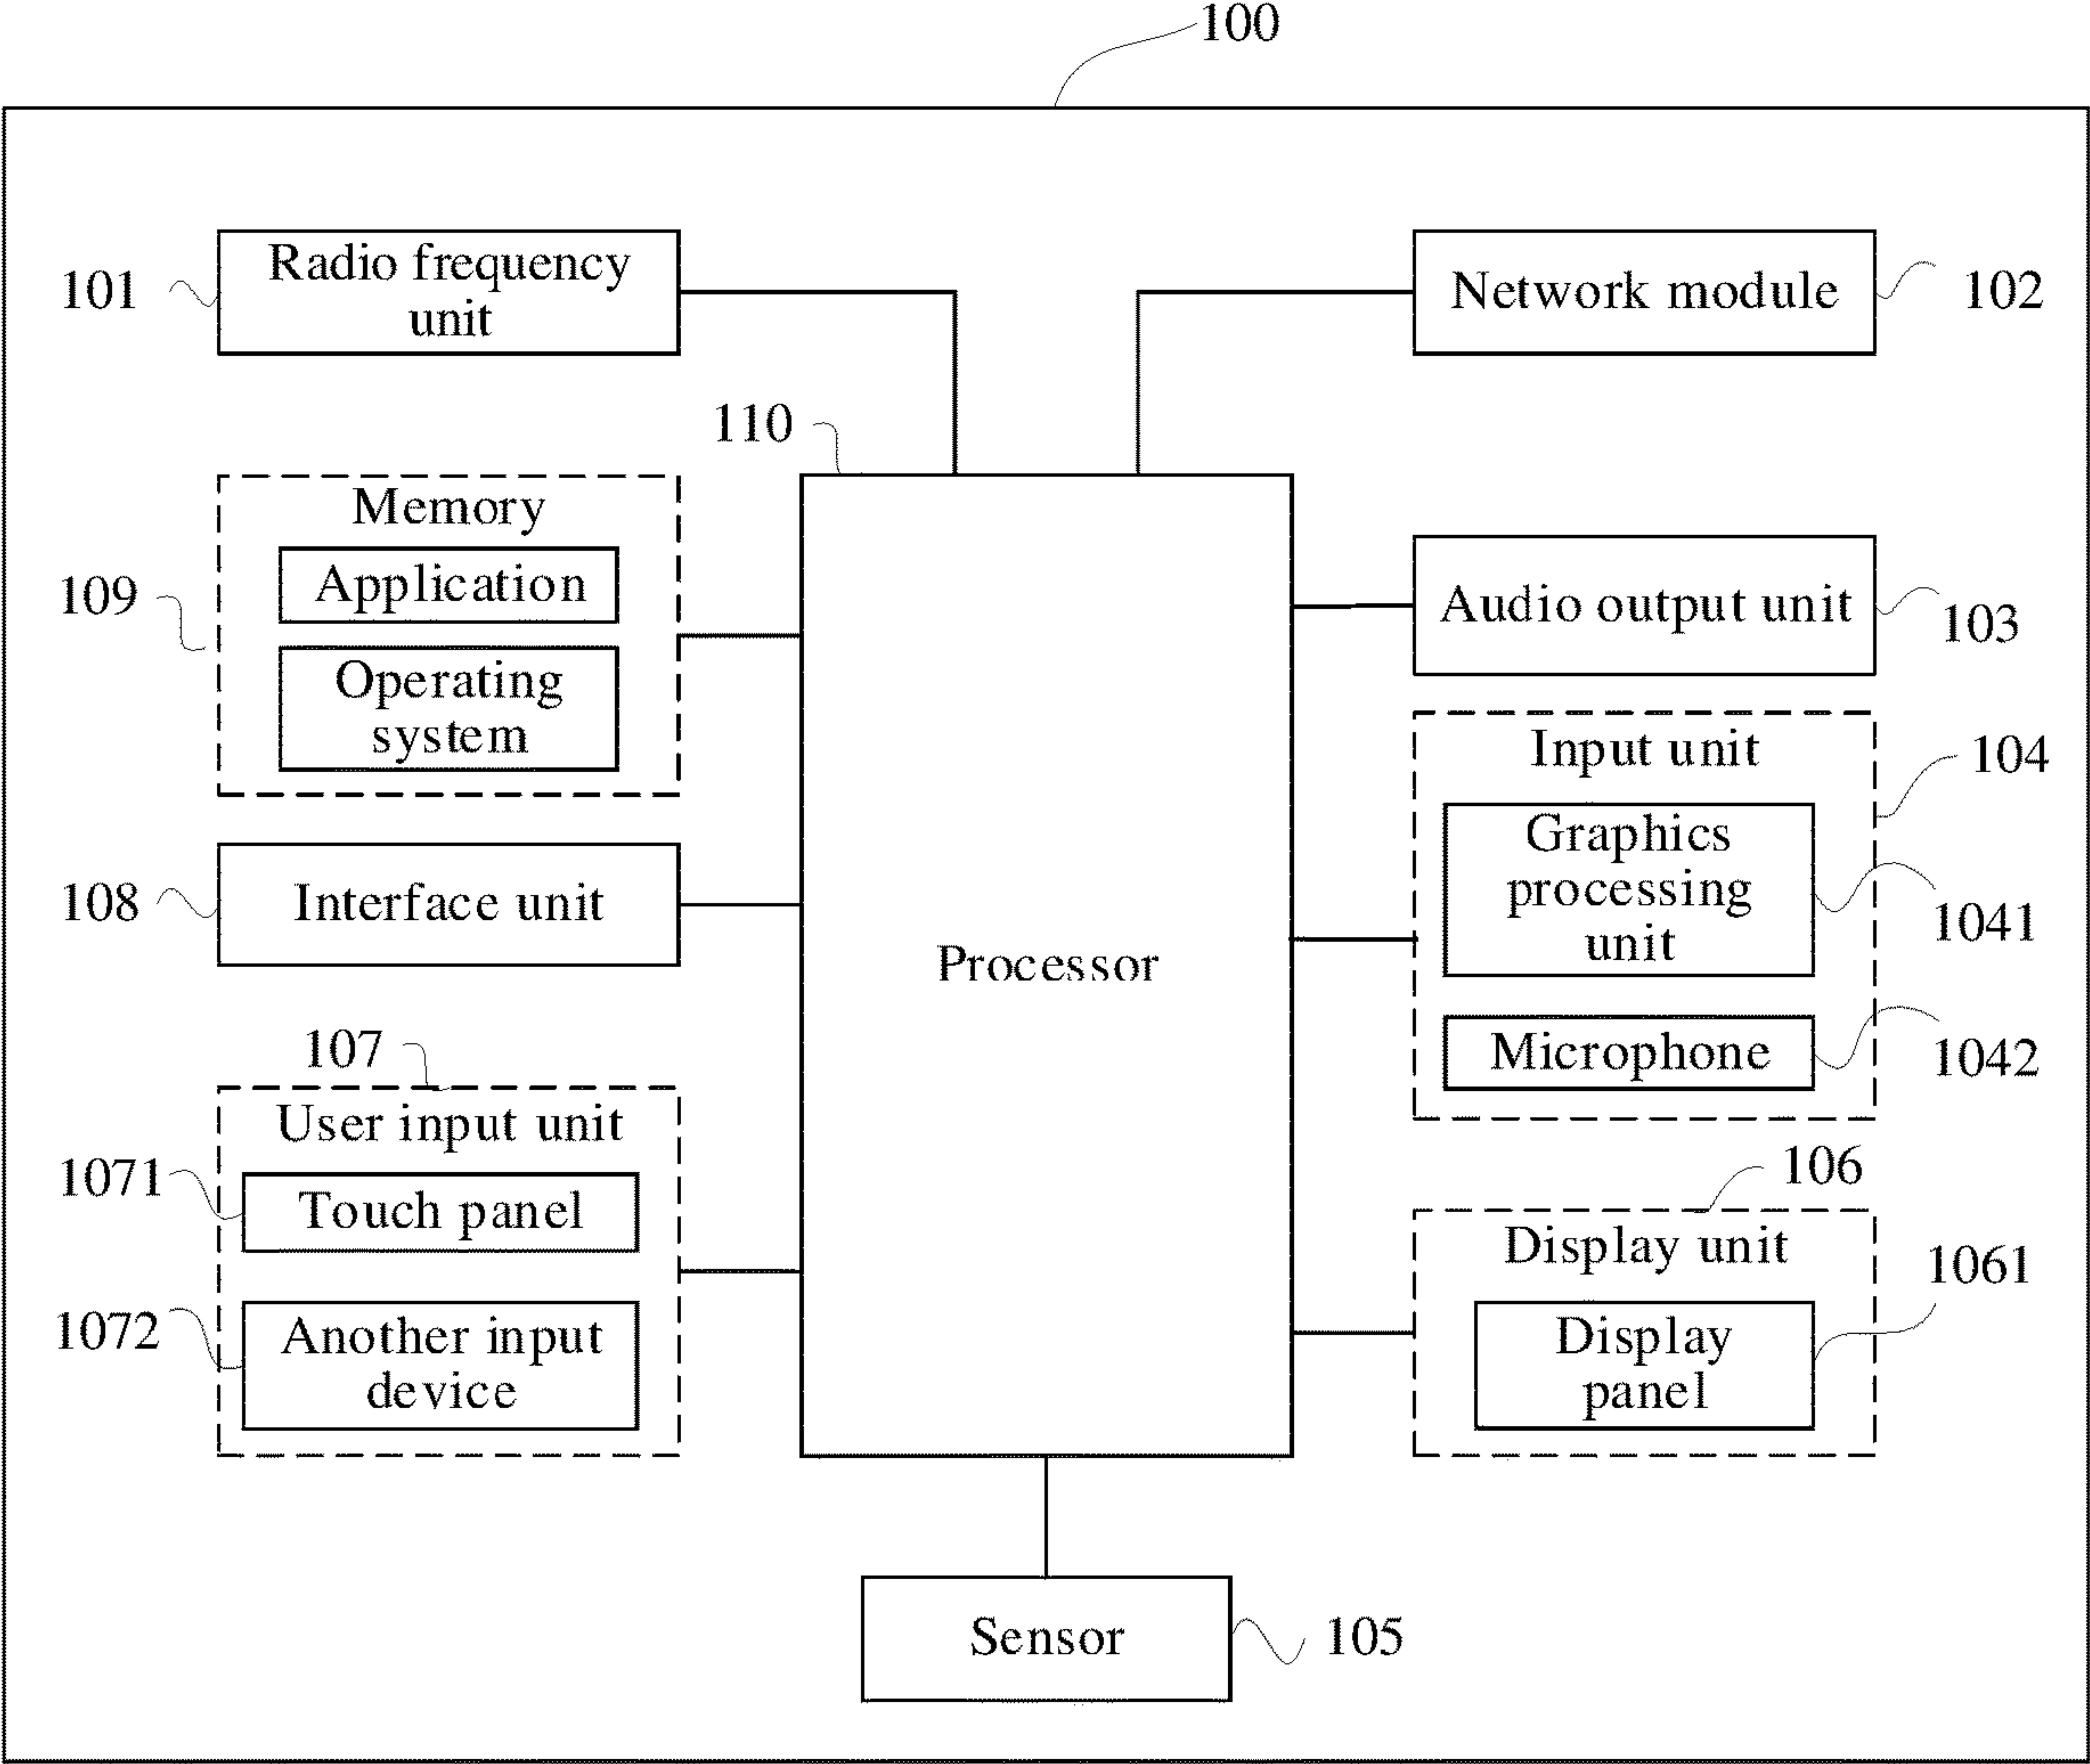 100
101
Radio frequency
unit
Network module
102
110
109
Memory
Application
Operating
system
Audio output unit
103
Input unit
104
Graphics
processing
unit
1041
Microphone
1042
108
Interface unit
Processor
107
User input unit
1071
Touch panel
1072
Another input
device
106
Display unit
1061
Display
panel
Sensor
105